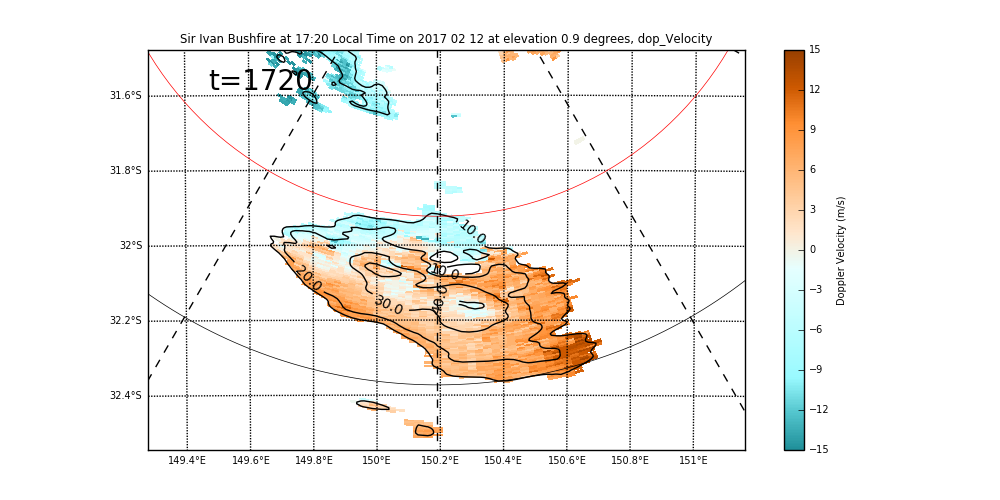 Sir Ivan Bushfire at 17:20 Local Time on 2017 02 12 at elevation 0.9 degrees, dop_Velocity
t=1720
31.6°S
31.8°S
32°S
32.2°S
32.4°S
149.4°E 149.6°E 149.8°E 150°E 150.2°E 150.4°E 150.6°E 150.8°E 151°E
10.0
20.0
30.0
10.0
15
12
9
6
3
0
−3
−6
−9
−12
−15
Doppler Velocity (m/s)